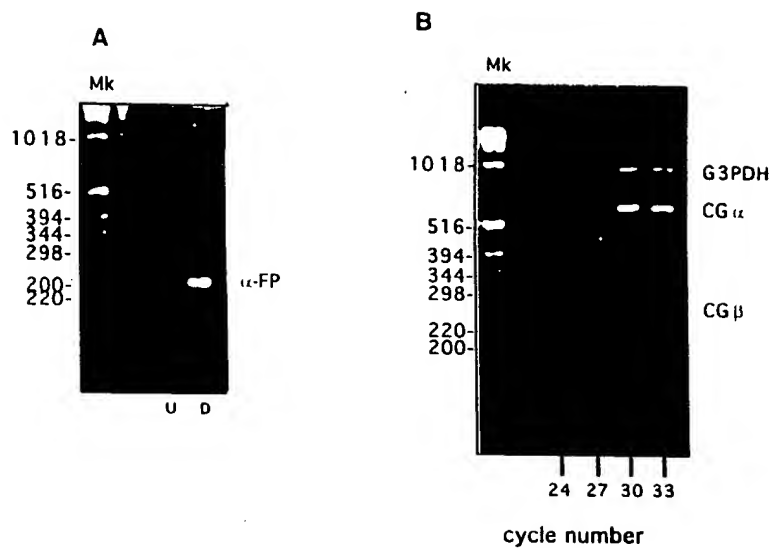 A
Mk
1018-
516-
394-
344-
298-
200-
220-
α-FP
U D
B
Mk
1018-
516-
394-
344-
298-
220-
200-
G3PDH
CGα
CGβ
24 27 30 33
cycle number